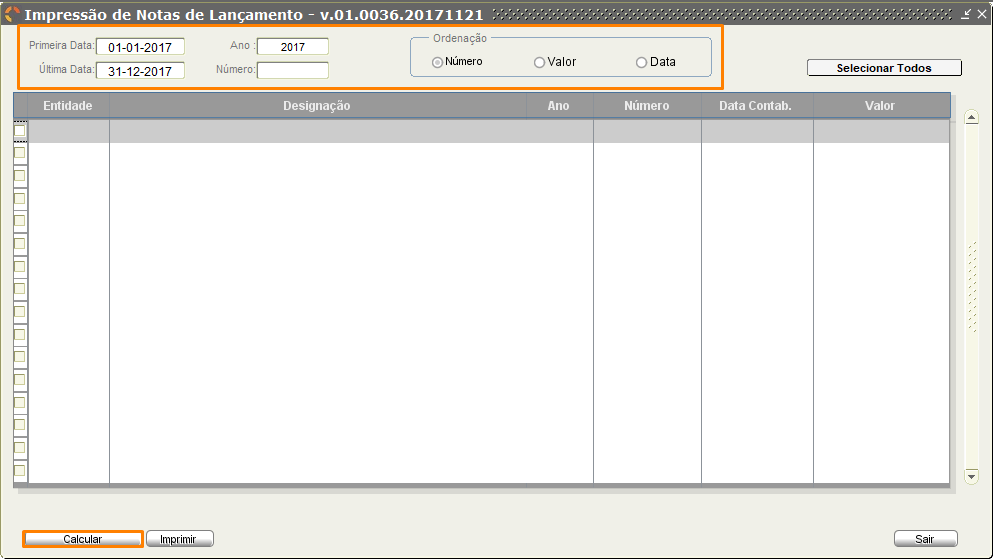 Impressão de Notas de Lançamento - v.01.0036.20171121
Primeira Data: 01-01-2017 Ano : 2017 Ordenação
Última Data: 31-12-2017 Número: Número Valor Data
Selecionar Todos
Entidade Designação Ano Número Data Contab. Valor
Calcular Imprimir Sair